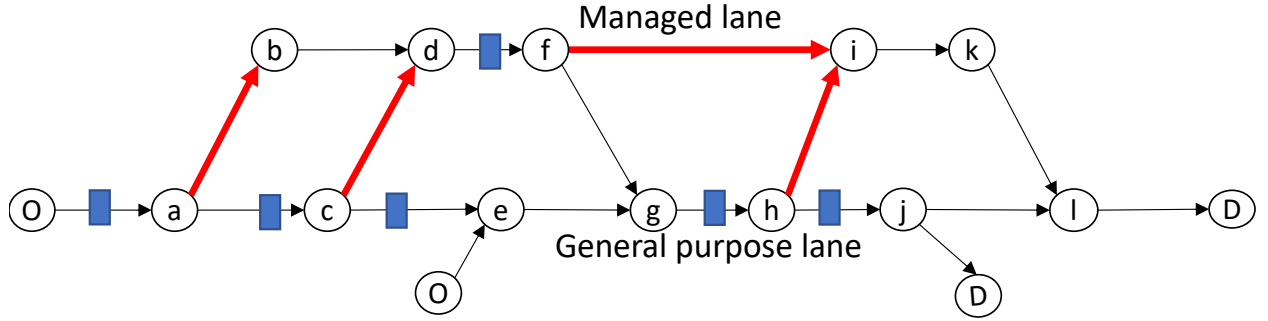 Managed lane
b d f i k
O a c e g h j l D
General purpose lane
O D